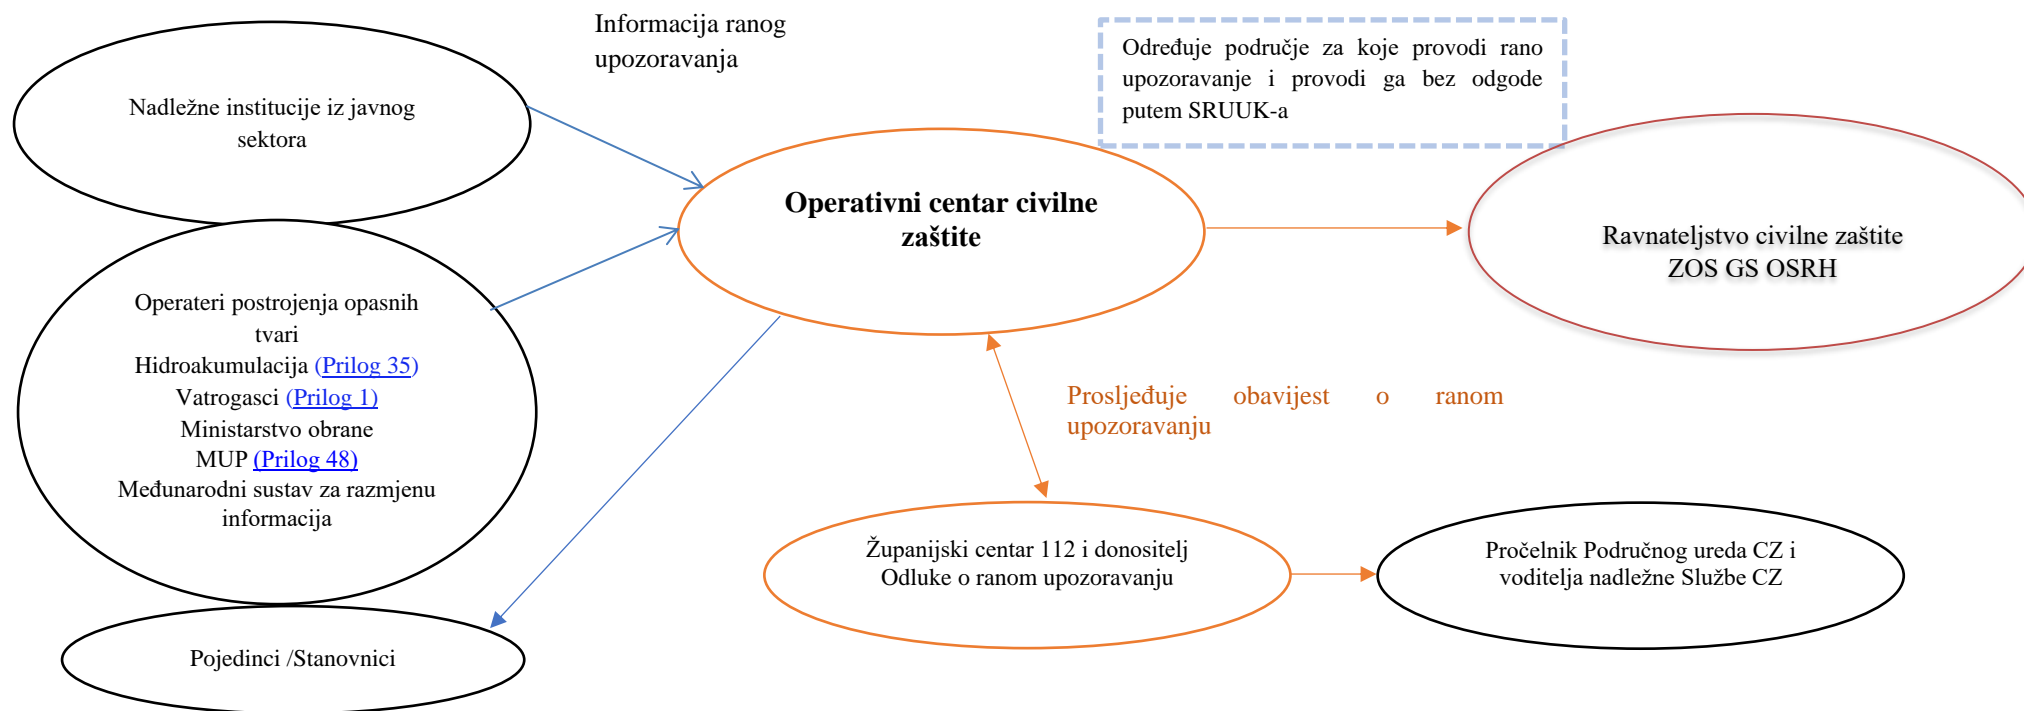 Informacija ranog
upozoravanja
Određuje područje za koje provodi rano
upozoravanje i provodi ga bez odgode
putem SRUUK-a
Nadležne institucije iz javnog
sektora
Operativni centar civilne
zaštite
Ravnateljstvo civilne zaštite
ZOS GS OSRH
Operateri postrojenja opasnih
tvari
Hidroakumulacija (Prilog 35)
Vatrogasci (Prilog 1)
Ministarstvo obrane
MUP (Prilog 48)
Međunarodni sustav za razmjenu
informacija
Prosljeđuje obavijest o ranom
upozoravanju
Županijski centar 112 i donositelj
Odluke o ranom upozoravanju
Pročelnik Područnog ureda CZ i
voditelja nadležne Službe CZ
Pojedinci /Stanovnici